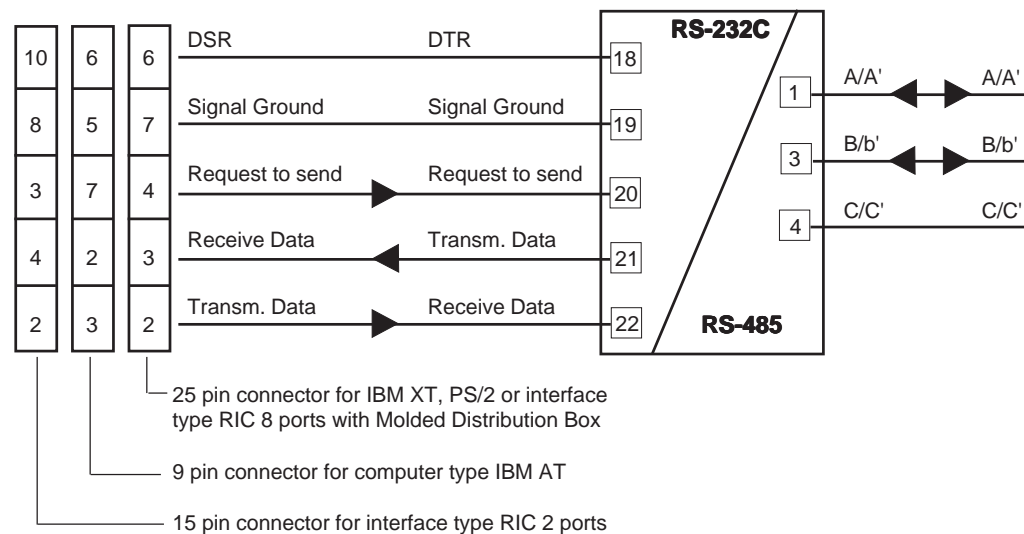 RS-232C
10 6 6 DSR DTR 18
1 A/A' A/A'
8 5 7 Signal Ground Signal Ground 19
3 B/b' B/b'
3 7 4 Request to send Request to send 20
4 C/C' C/C'
4 2 3 Receive Data Transm. Data 21
2 3 2 Transm. Data Receive Data 22
RS-485
25 pin connector for IBM XT, PS/2 or interface
type RIC 8 ports with Molded Distribution Box
9 pin connector for computer type IBM AT
15 pin connector for interface type RIC 2 ports